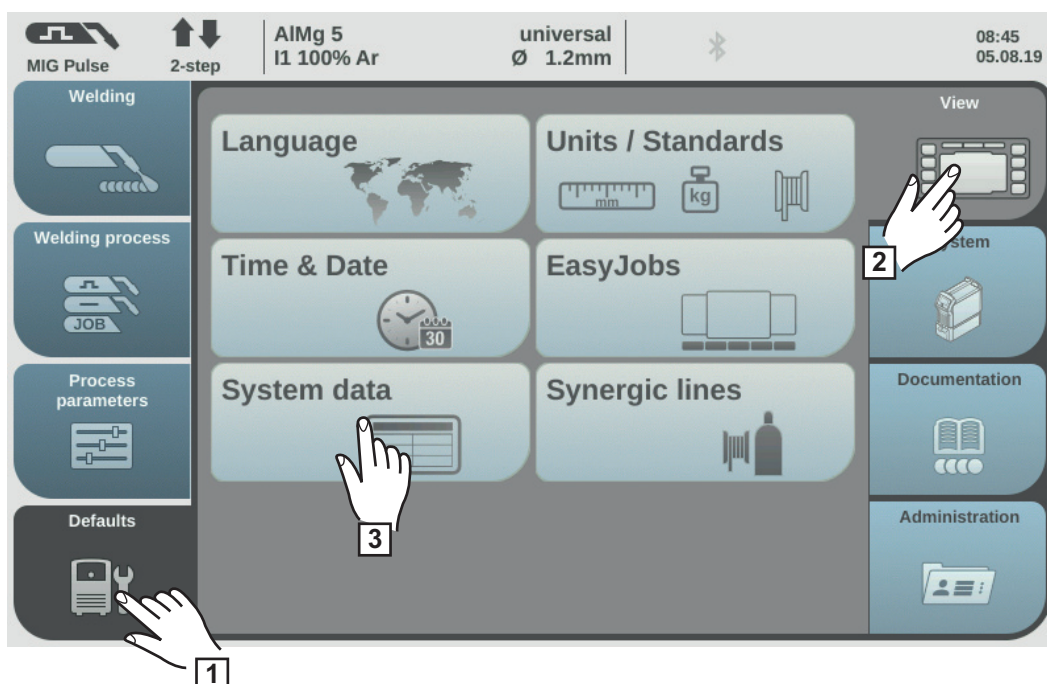 MIG Pulse
2-step
AlMg 5
I1 100% Ar
universal
Ø 1.2mm
08:45
05.08.19
Welding
Welding process
JOB
Process
parameters
Defaults
1
Language
Units / Standards
mm
kg
Time & Date
30
EasyJobs
System data
3
Synergic lines
View
2
stem
Documentation
Administration